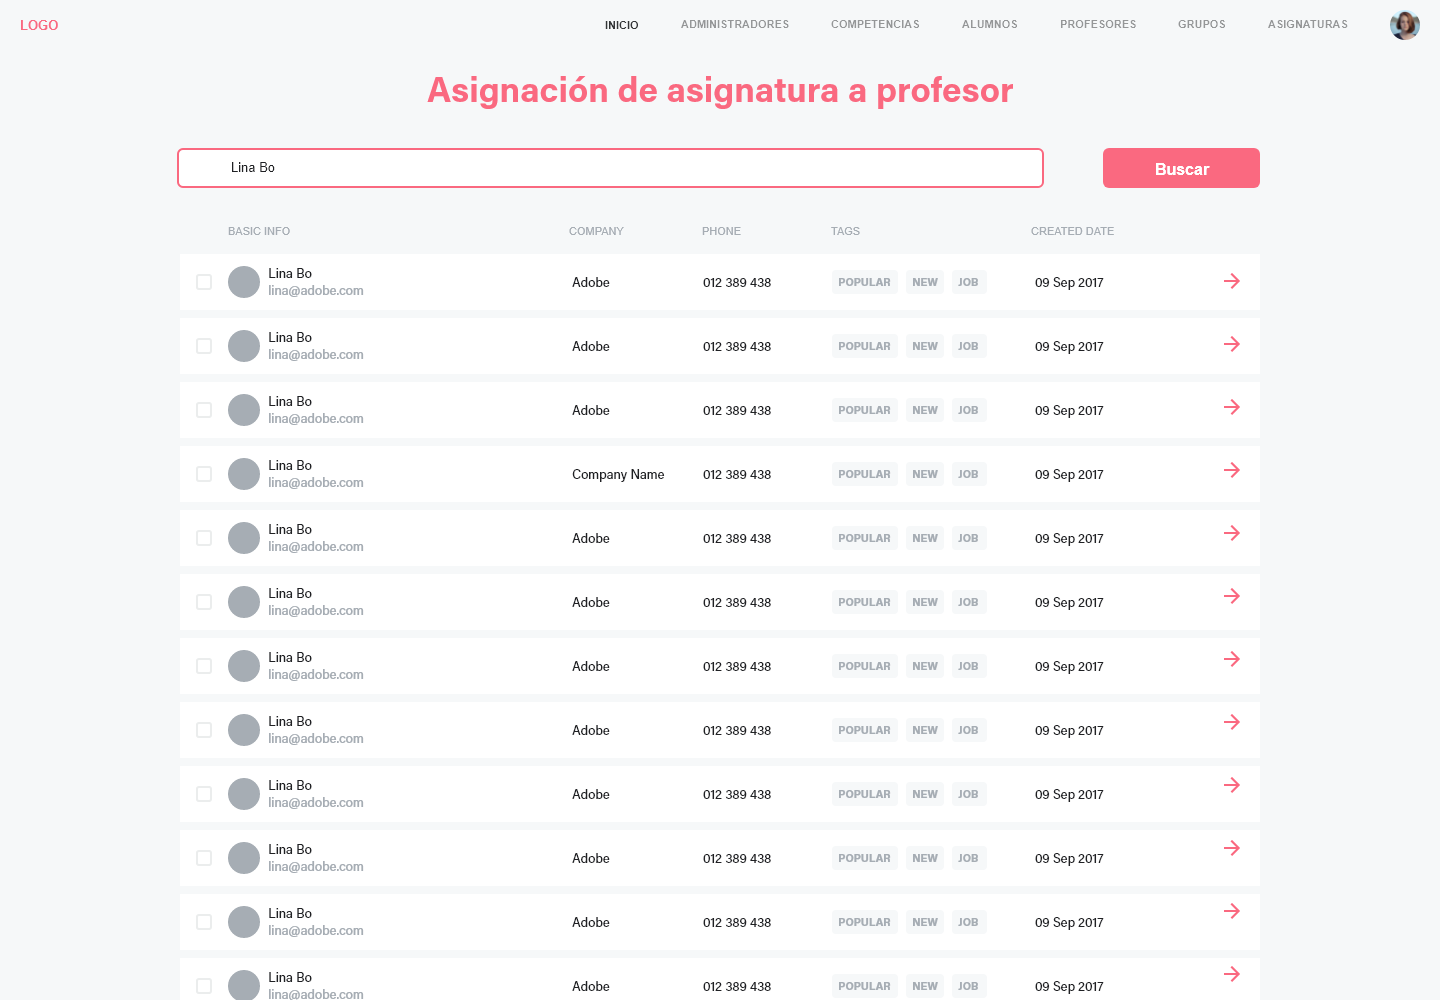 LOGO INICIO ADMINISTRADORES COMPETENCIAS ALUMNOS PROFESORES GRUPOS ASIGNATURAS
Asignación de asignatura a profesor
Lina Bo Buscar
BASIC INFO COMPANY PHONE TAGS CREATED DATE
Lina Bo
lina@adobe.com
Adobe 012 389 438 POPULAR NEW JOB 09 Sep 2017
Lina Bo
lina@adobe.com
Adobe 012 389 438 POPULAR NEW JOB 09 Sep 2017
Lina Bo
lina@adobe.com
Adobe 012 389 438 POPULAR NEW JOB 09 Sep 2017
Lina Bo
lina@adobe.com
Company Name 012 389 438 POPULAR NEW JOB 09 Sep 2017
Lina Bo
lina@adobe.com
Adobe 012 389 438 POPULAR NEW JOB 09 Sep 2017
Lina Bo
lina@adobe.com
Adobe 012 389 438 POPULAR NEW JOB 09 Sep 2017
Lina Bo
lina@adobe.com
Adobe 012 389 438 POPULAR NEW JOB 09 Sep 2017
Lina Bo
lina@adobe.com
Adobe 012 389 438 POPULAR NEW JOB 09 Sep 2017
Lina Bo
lina@adobe.com
Adobe 012 389 438 POPULAR NEW JOB 09 Sep 2017
Lina Bo
lina@adobe.com
Adobe 012 389 438 POPULAR NEW JOB 09 Sep 2017
Lina Bo
lina@adobe.com
Adobe 012 389 438 POPULAR NEW JOB 09 Sep 2017
Lina Bo
lina@adobe.com
Adobe 012 389 438 POPULAR NEW JOB 09 Sep 2017